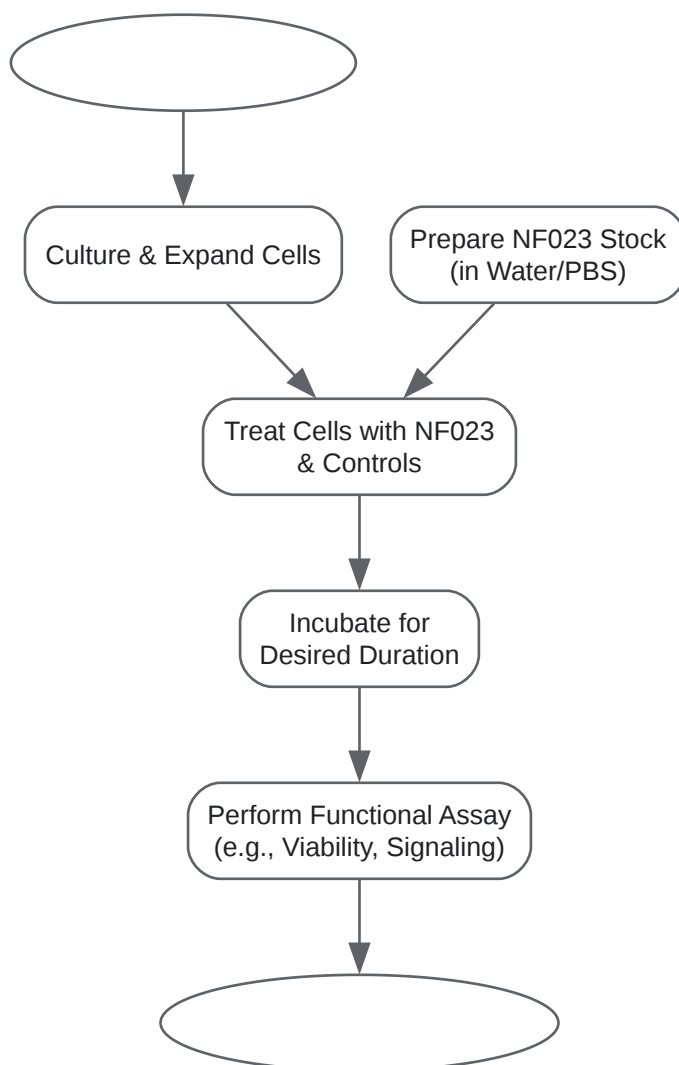 Culture & Expand Cells
Prepare NF023 Stock
(in Water/PBS)
Treat Cells with NF023
& Controls
Incubate for
Desired Duration
Perform Functional Assay
(e.g., Viability, Signaling)